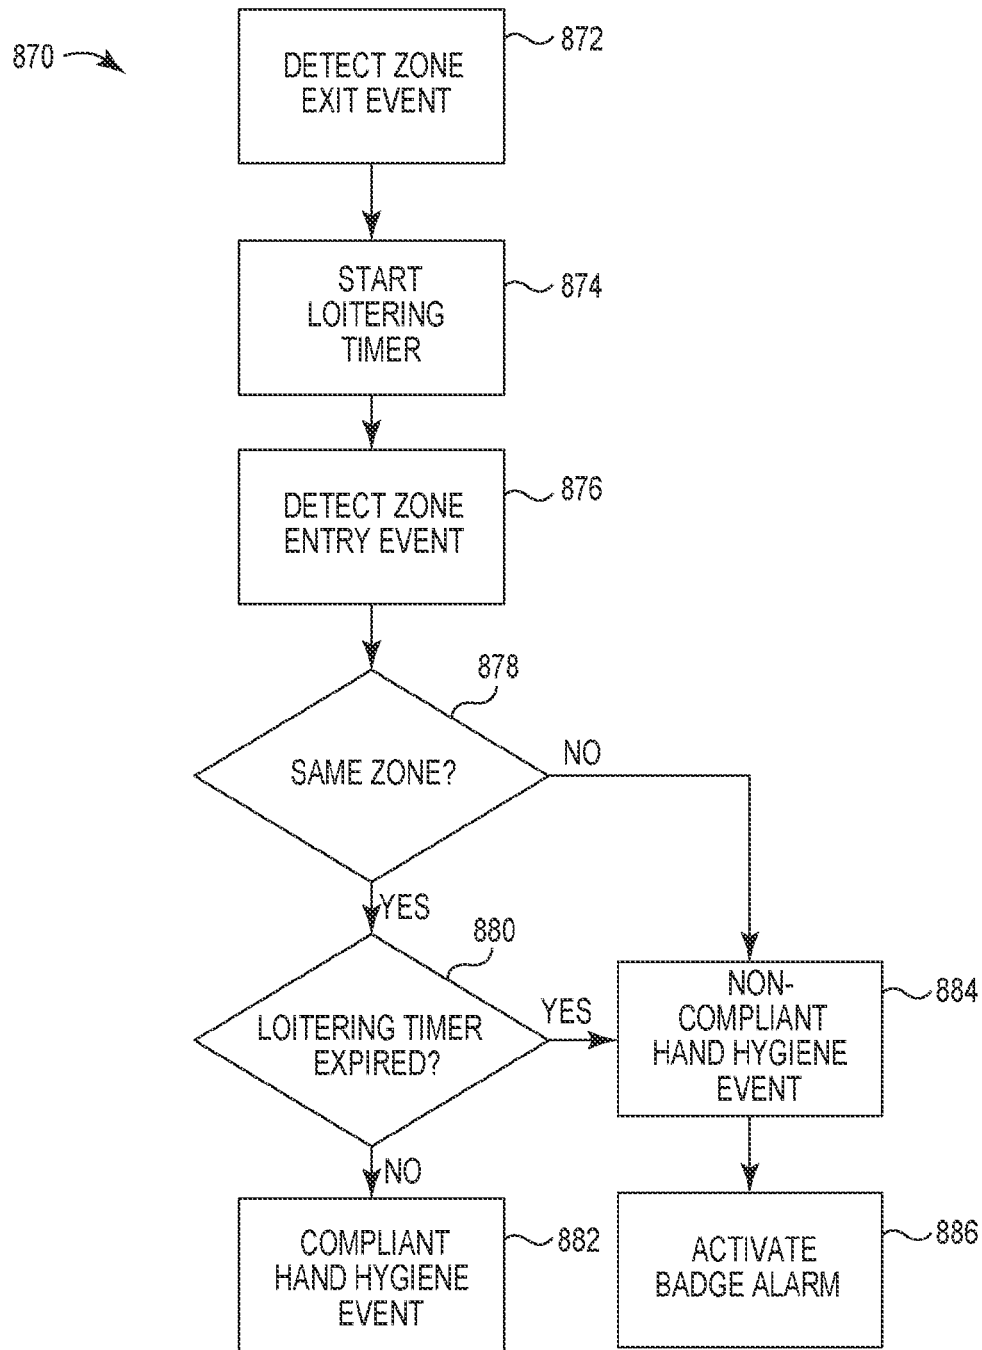 870
DETECT ZONE
EXIT EVENT
872
START
LOITERING
TIMER
874
DETECT ZONE
ENTRY EVENT
876
878
SAME ZONE?
NO
YES
880
LOITERING TIMER
EXPIRED?
YES
NON-
COMPLIANT
HAND HYGIENE
EVENT
884
NO
COMPLIANT
HAND HYGIENE
EVENT
882
ACTIVATE
BADGE ALARM
886